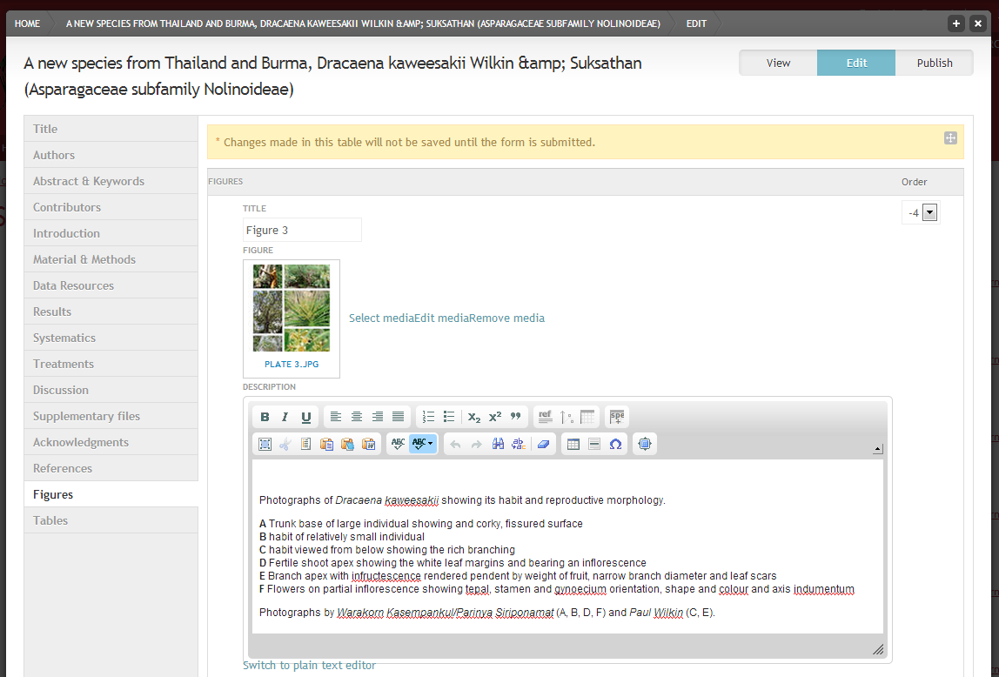 HOME A NEW SPECIES FROM THAILAND AND BURMA, DRACAENA KAWEESAKII WILKIN &AMP; SUKSATHAN (ASPARAGACEAE SUBFAMILY NOLINOIDEAE) EDIT
A new species from Thailand and Burma, Dracaena kaweesakii Wilkin &amp; Suksathan
(Asparagaceae subfamily Nolinoideae)
View Edit Publish
Title
Authors
Abstract & Keywords
Contributors
Introduction
Material & Methods
Data Resources
Results
Systematics
Treatments
Discussion
Supplementary files
Acknowledgments
References
Figures
Tables
* Changes made in this table will not be saved until the form is submitted.
FIGURES Order
TITLE
-4
Figure 3
FIGURE
PLATE 3.JPG
Select mediaEdit mediaRemove media
DESCRIPTION
B I U X2 X2 ref spe
ABC ABC
Photographs of Dracaena kaweesakii showing its habit and reproductive morphology.
A Trunk base of large individual showing and corky, fissured surface
B habit of relatively small individual
C habit viewed from below showing the rich branching
D Fertile shoot apex showing the white leaf margins and bearing an inflorescence
E Branch apex with infructescence rendered pendent by weight of fruit, narrow branch diameter and leaf scars
F Flowers on partial inflorescence showing tepal, stamen and gynoecium orientation, shape and colour and axis indumentum
Photographs by Warakorn Kasempankul/Parinya Siriponamat (A, B, D, F) and Paul Wilkin (C, E).
Switch to plain text editor